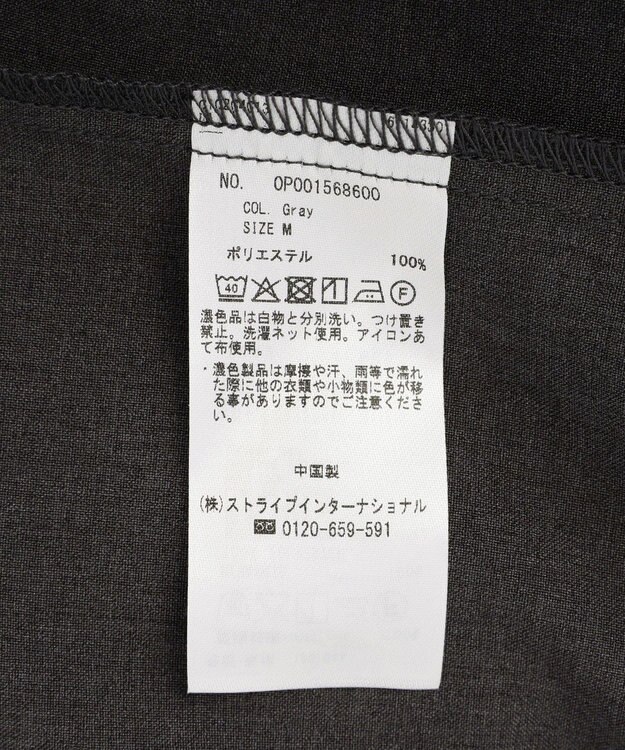 NO. OP001568600
COL. Gray
SIZE M
ポリエステル 100%
40
F
濃色品は白物と分別洗い。つけ置き
禁止。洗濯ネット使用。アイロンあ
て布使用。
・濃色製品は摩擦や汗、雨等で濡れ
た際に他の衣類や小物類に色が移
る事がありますのでご注意くださ
い。
中国製
(株)ストライプインターナショナル
0120-659-591